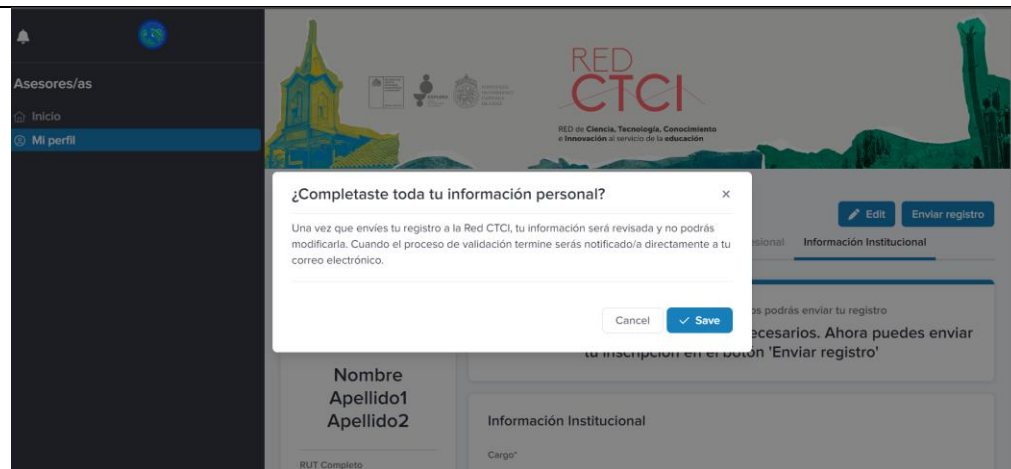 Asesores/as
Inicio
Mi perfil
RED
CTCI
RED de Ciencia, Tecnología, Conocimiento
e Innovación al servicio de la educación
¿Completaste toda tu información personal?
Una vez que envíes tu registro a la Red CTCI, tu información será revisada y no podrás
modificarla. Cuando el proceso de validación termine serás notificado/a directamente a tu
correo electrónico.
Cancel
Save
Edit
Enviar registro
Información Institucional
podrás enviar tu registro
Ahora puedes enviar
tu inscripción en el botón 'Enviar registro'
Nombre
Apellido1
Apellido2
RUT Completo
Información Institucional
Cargo*